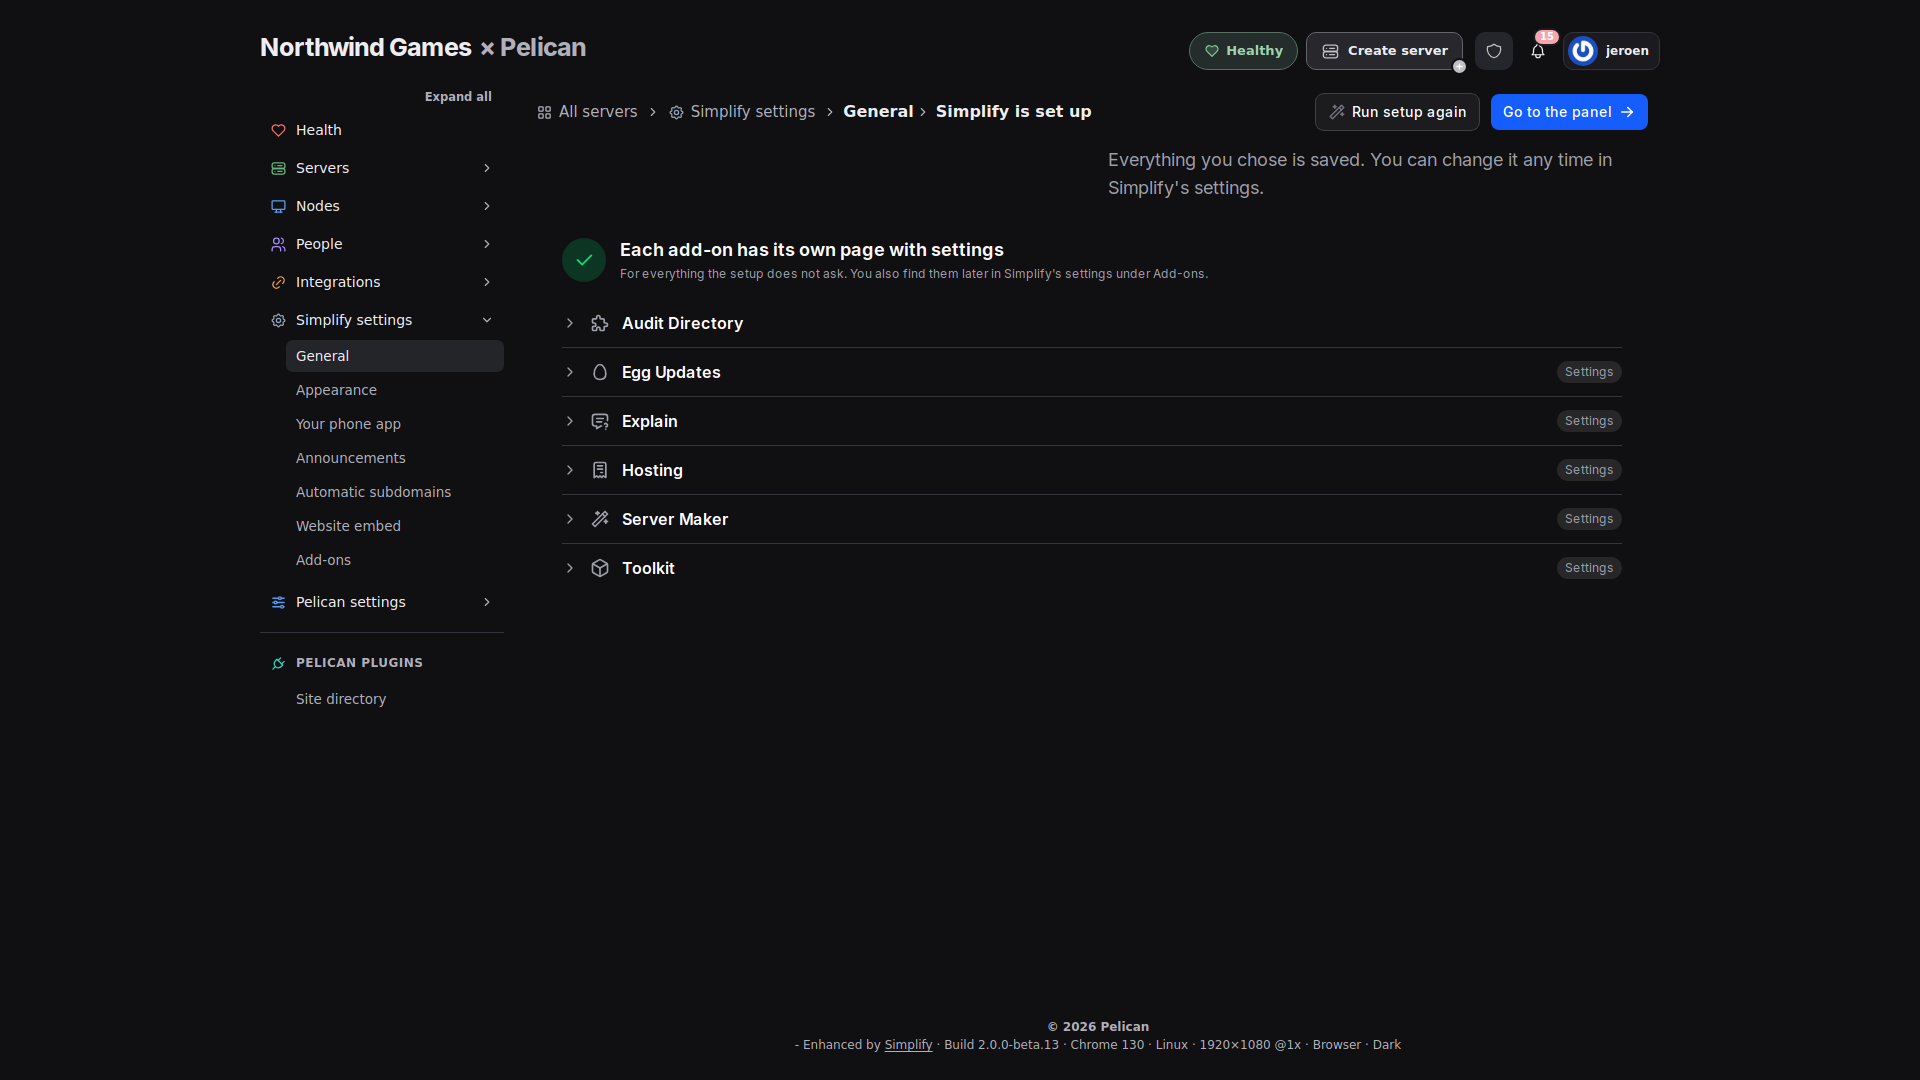 Northwind Games × Pelican
Healthy
Create server
15
jeroen
Expand all
Health
Servers
Nodes
People
Integrations
Simplify settings
General
Appearance
Your phone app
Announcements
Automatic subdomains
Website embed
Add-ons
Pelican settings
PELICAN PLUGINS
Site directory
All servers › Simplify settings › General › Simplify is set up
Run setup again
Go to the panel →
Everything you chose is saved. You can change it any time in
Simplify's settings.
Each add-on has its own page with settings
For everything the setup does not ask. You also find them later in Simplify's settings under Add-ons.
Audit Directory
Egg Updates Settings
Explain Settings
Hosting Settings
Server Maker Settings
Toolkit Settings
© 2026 Pelican
- Enhanced by Simplify · Build 2.0.0-beta.13 · Chrome 130 · Linux · 1920×1080 @1x · Browser · Dark